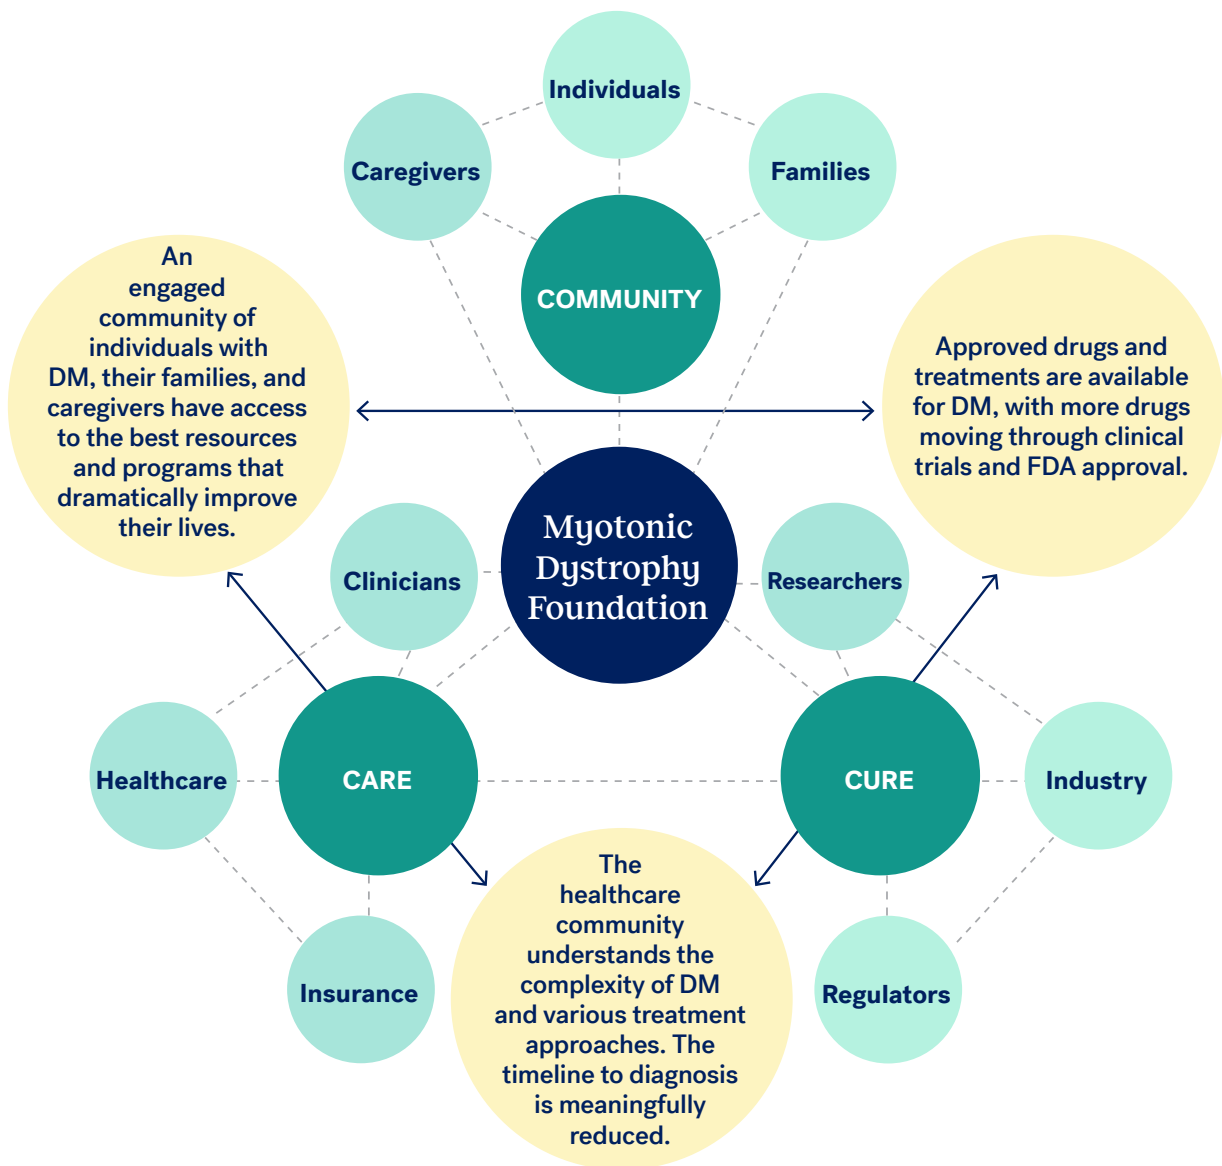 Individuals
Caregivers
Families
COMMUNITY
An
engaged
community of
individuals with
DM, their families, and
caregivers have access
to the best resources
and programs that
dramatically improve
their lives.
Approved drugs and
treatments are available
for DM, with more drugs
moving through clinical
trials and FDA approval.
Myotonic
Dystrophy
Foundation
Clinicians
Researchers
Healthcare
CARE
CURE
Industry
The
healthcare
community
understands the
complexity of DM
and various treatment
approaches. The
timeline to diagnosis
is meaningfully
reduced.
Insurance
Regulators